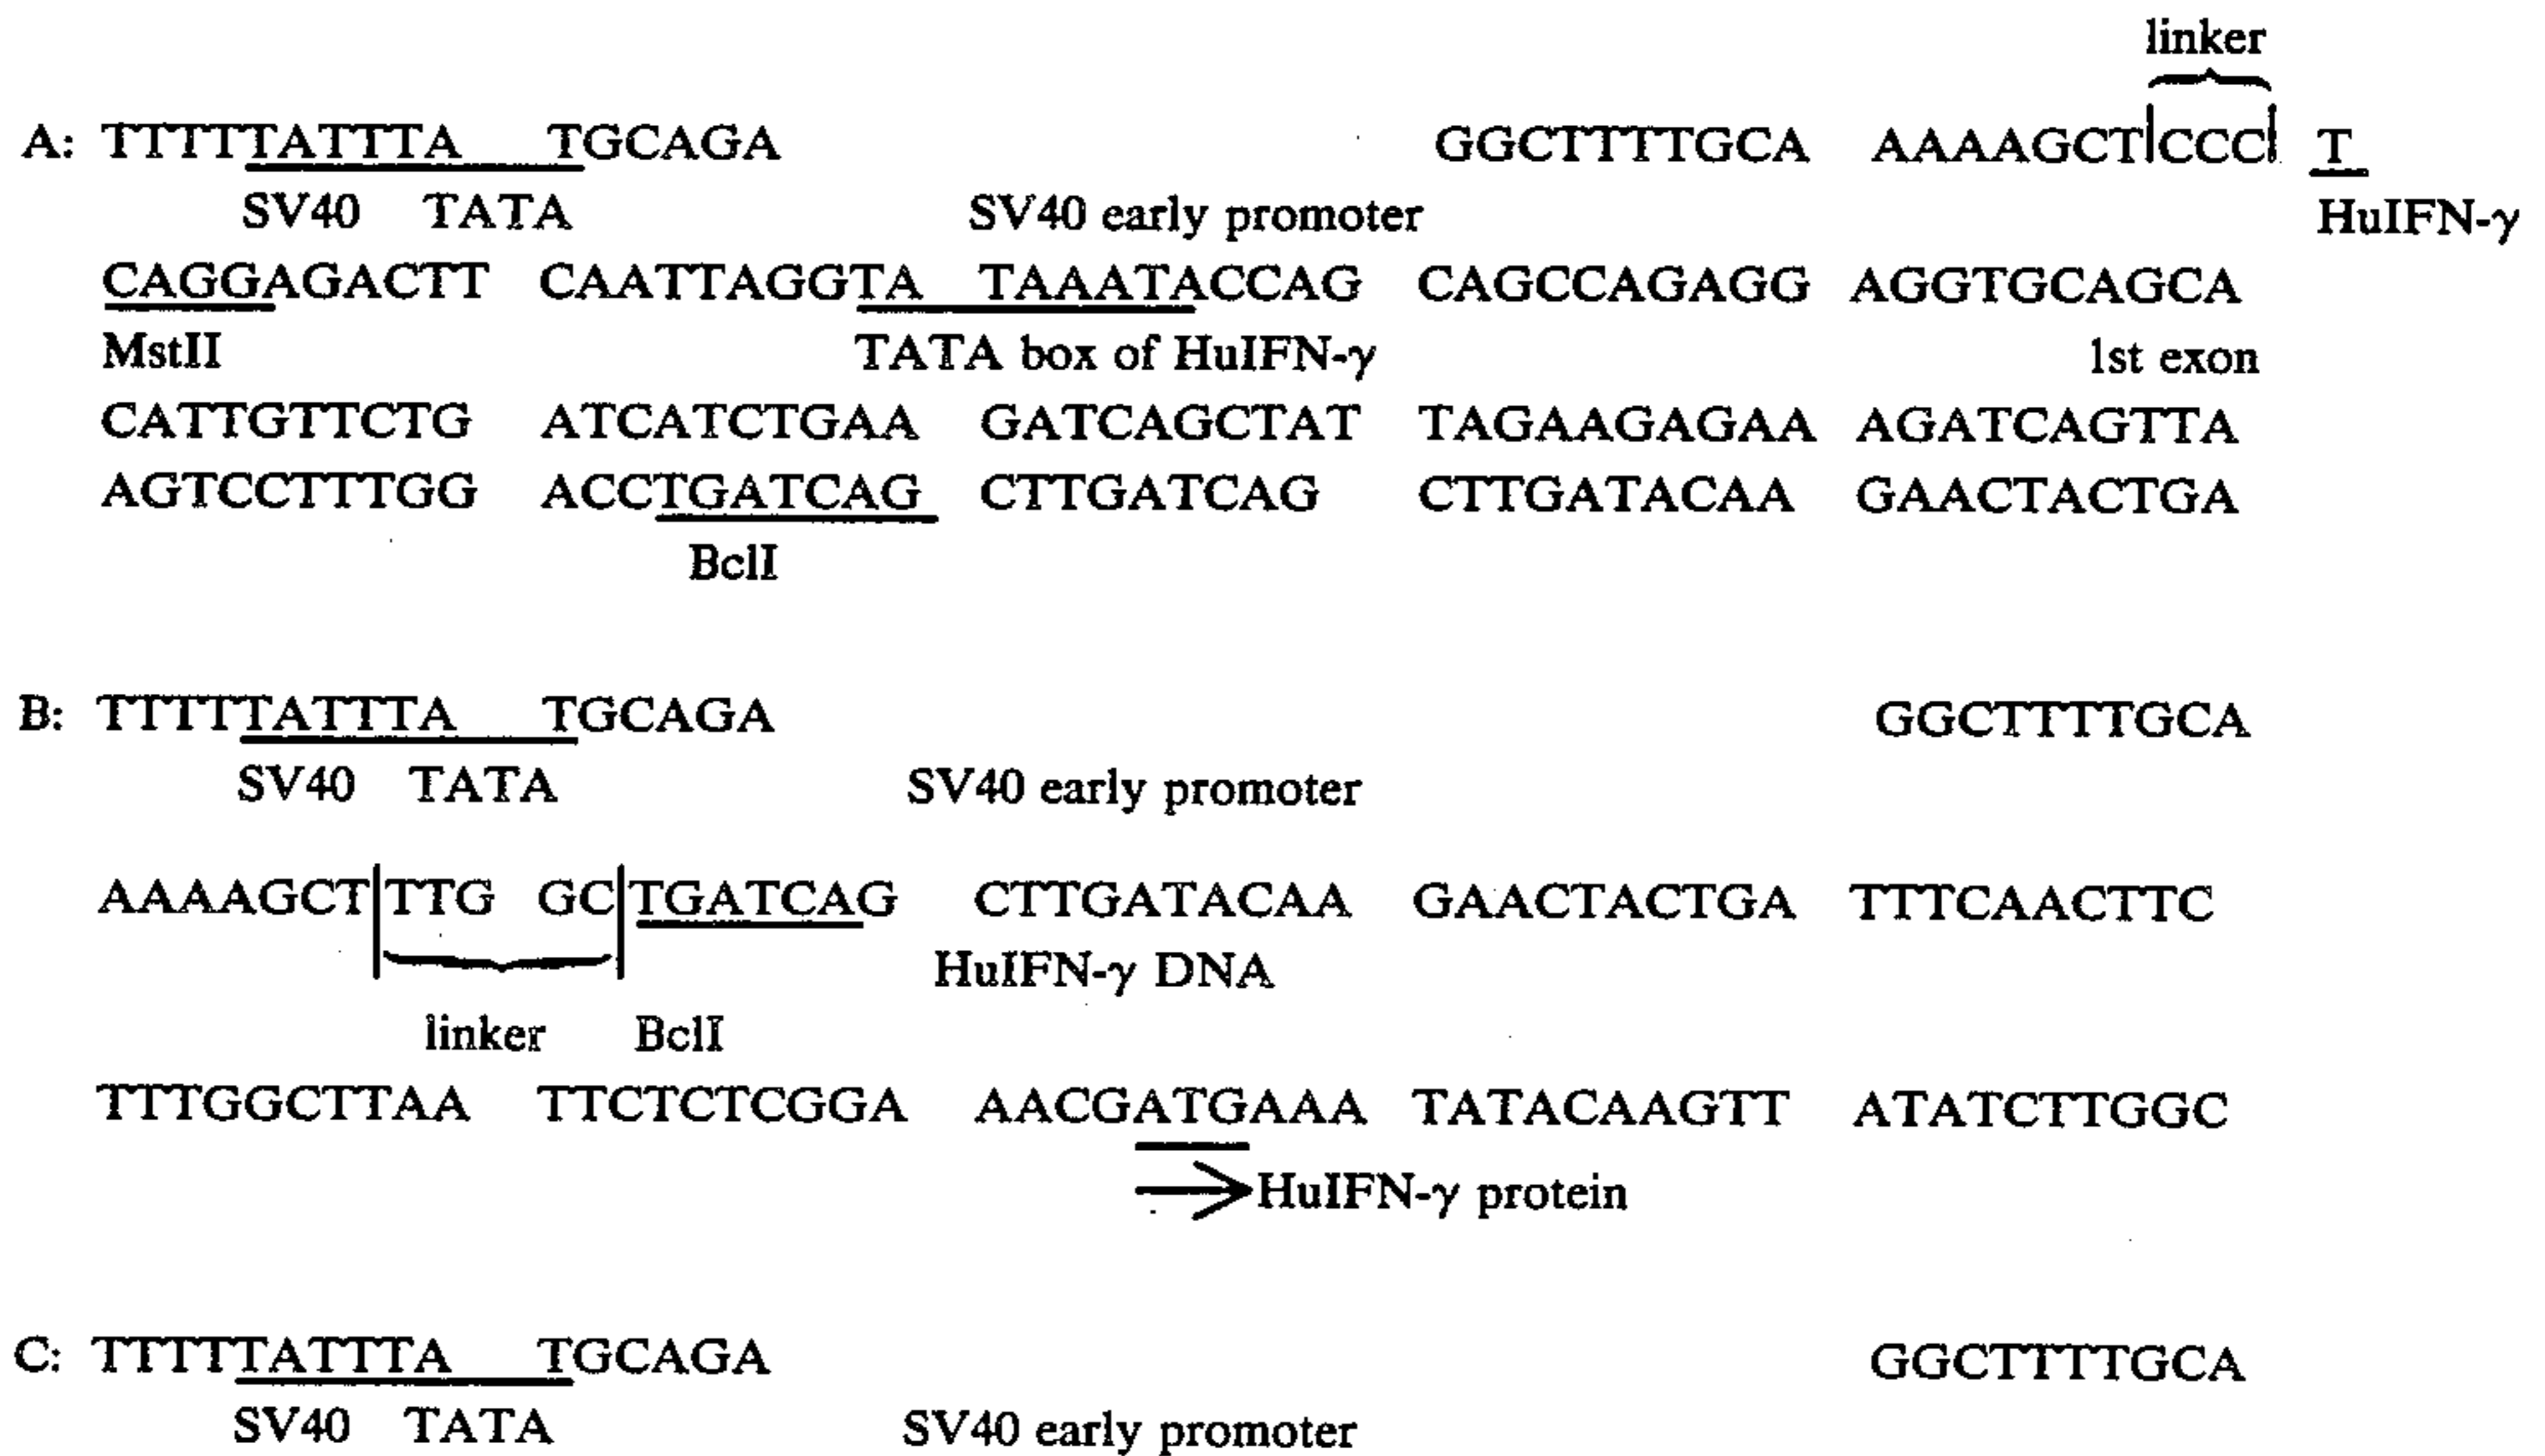 linker
A: TTTTTATTTA TGCAGA GGCTTTTGCA AAAAGCT|CCC| T
SV40 TATA SV40 early promoter HuIFN-γ
CAGGAGACTT CAATTAGGTA TAAATACCAG CAGCCAGAGG AGGTGCAGCA
MstII TATA box of HuIFN-γ 1st exon
CATTGTTCTG ATCATCTGAA GATCAGCTAT TAGAAGAGAA AGATCAGTTA
AGTCCTTTGG ACCTGATCAG CTTGATCAG CTTGATACAA GAACTACTGA
BclI
B: TTTTTATTTA TGCAGA GGCTTTTGCA
SV40 TATA SV40 early promoter
AAAAGCT|TTG GC|TGATCAG CTTGATACAA GAACTACTGA TTTCAACTTC
HuIFN-γ DNA
linker BclI
TTTGGCTTAA TTCTCTCGGA AACGATGAAA TATACAAGTT ATATCTTGGC
HuIFN-γ protein
C: TTTTTATTTA TGCAGA GGCTTTTGCA
SV40 TATA SV40 early promoter